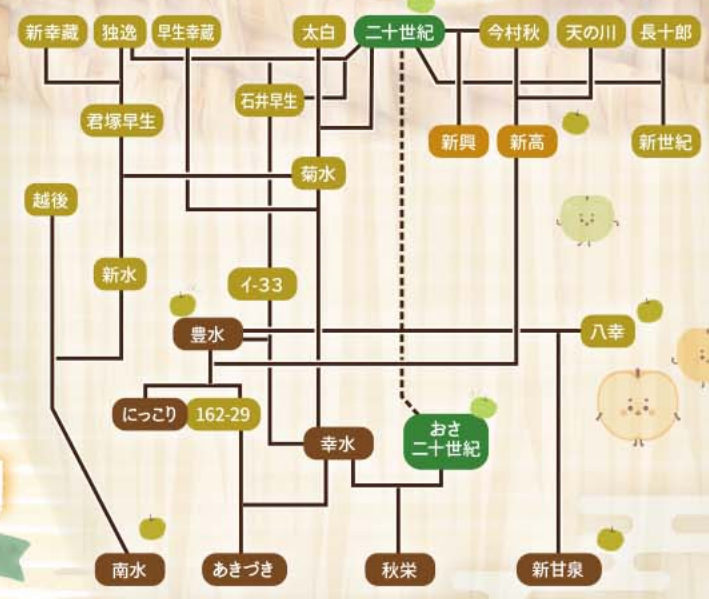 新幸藏
独逸
早生幸蔵
太白
二十世紀
今村秋
天の川
長十郎
石井早生
君塚早生
新興
新高
新世紀
菊水
越後
新水
イ-33
豊水
八幸
にっこり
162-29
幸水
おさ
二十世紀
南水
あきづき
秋栄
新甘泉